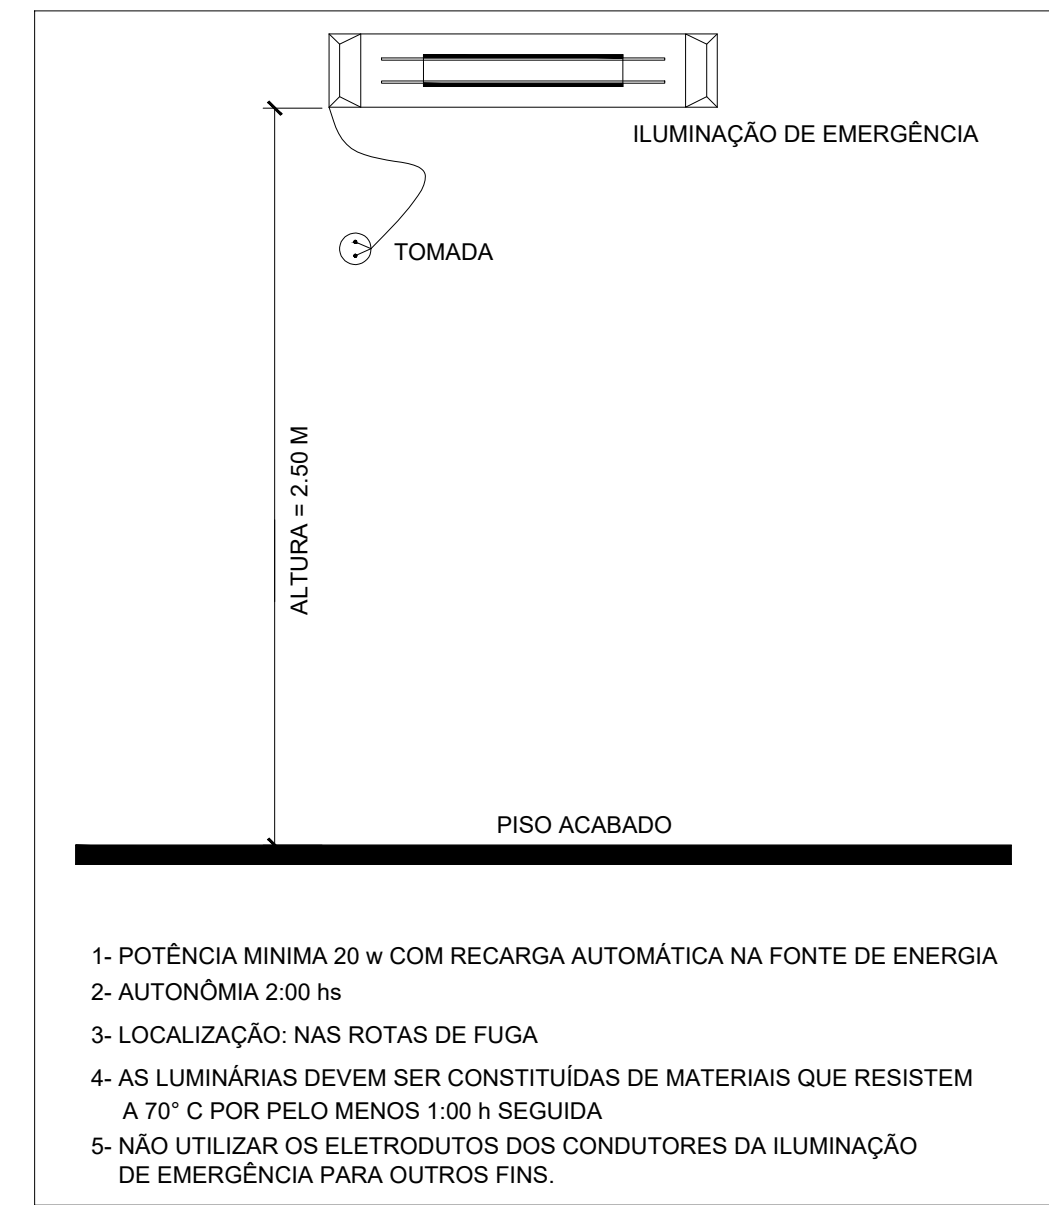 ILUMINAÇÃO DE EMERGÊNCIA
TOMADA
ALTURA = 2.50 M
PISO ACABADO
1- POTÊNCIA MINIMA 20 w COM RECARGA AUTOMÁTICA NA FONTE DE ENERGIA
2- AUTONÔMIA 2:00 hs
3- LOCALIZAÇÃO: NAS ROTAS DE FUGA
4- AS LUMINÁRIAS DEVEM SER CONSTITUÍDAS DE MATERIAIS QUE RESISTEM
A 70° C POR PELO MENOS 1:00 h SEGUIDA
5- NÃO UTILIZAR OS ELETRODUTOS DOS CONDUTORES DA ILUMINAÇÃO
DE EMERGÊNCIA PARA OUTROS FINS.